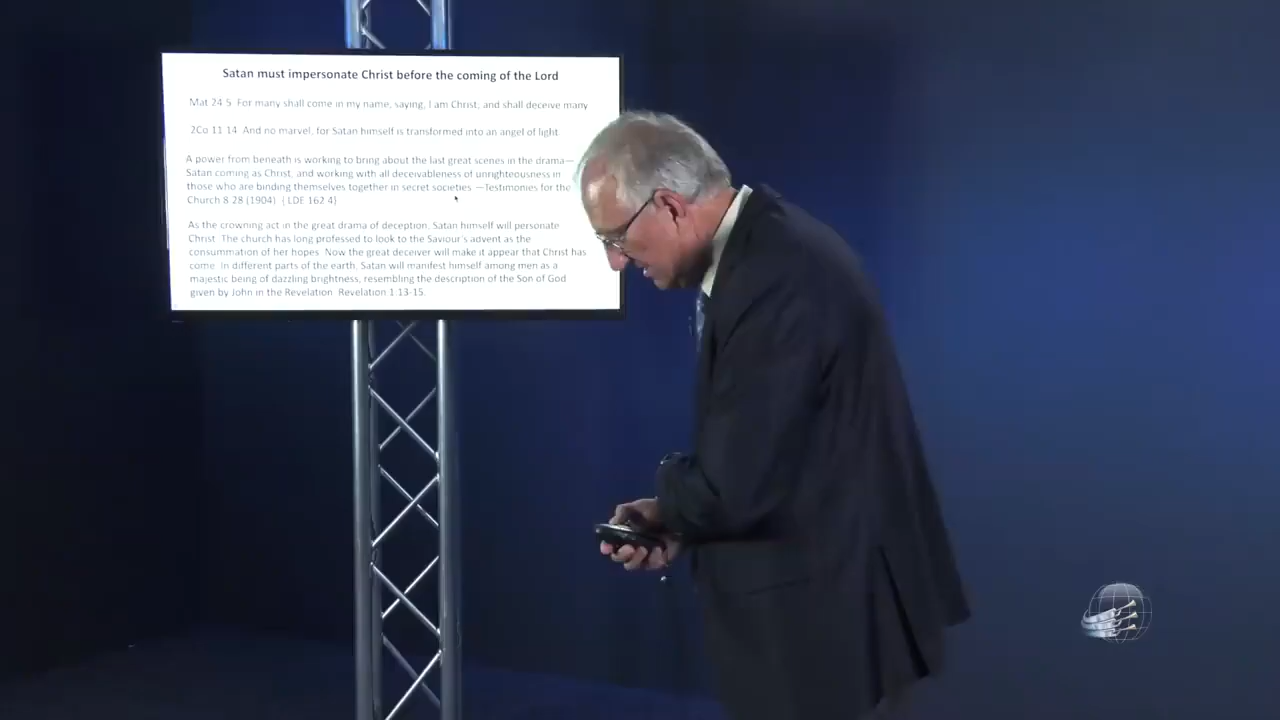 Satan must impersonate Christ before the coming of the Lord
Mat 24:5 For many shall come in my name, saying, I am Christ; and shall deceive many
2Co 11:14 And no marvel; for Satan himself is transformed into an angel of light
A power from beneath is working to bring about the last great scenes in the drama—
Satan coming as Christ, and working with all deceivableness of unrighteousness in
those who are binding themselves together in secret societies —Testimonies for the
Church 8:28 (1904) {LDE 162.4}
As the crowning act in the great drama of deception, Satan himself will personate
Christ. The church has long professed to look to the Saviour's advent as the
consummation of her hopes. Now the great deceiver will make it appear that Christ has
come. In different parts of the earth, Satan will manifest himself among men as a
majestic being of dazzling brightness, resembling the description of the Son of God
given by John in the Revelation. Revelation 1:13-15.